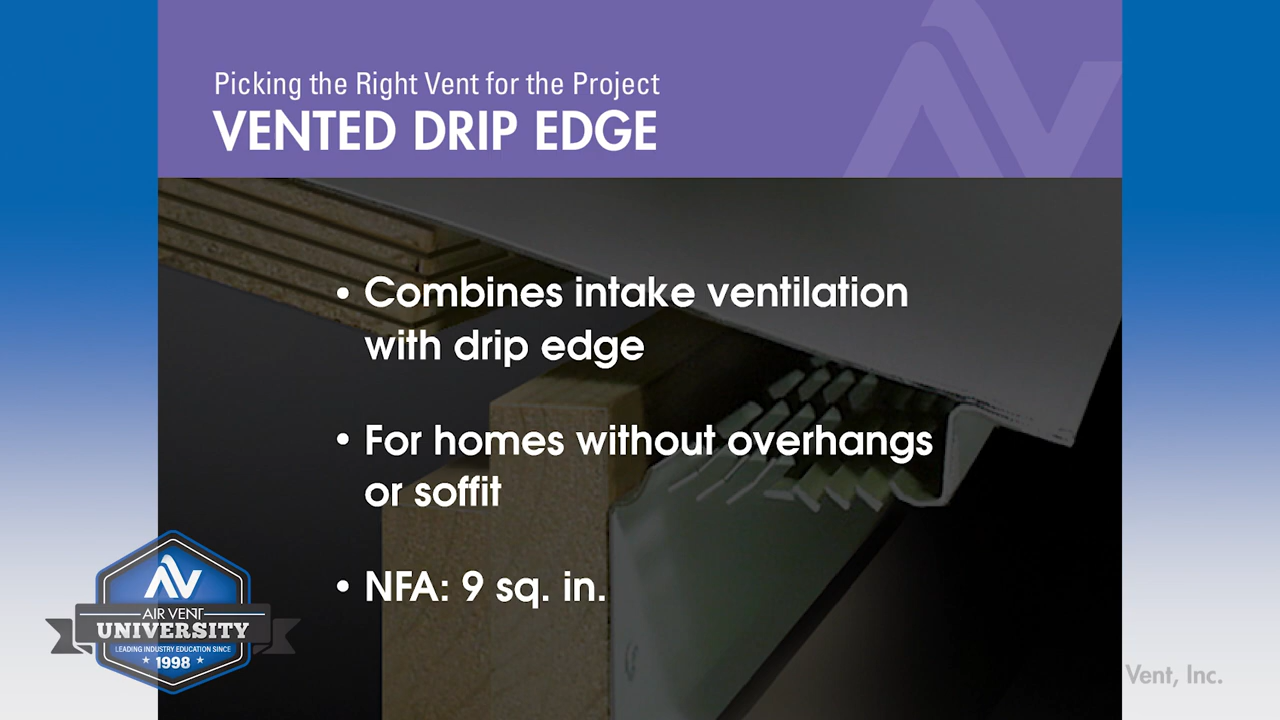 Picking the Right Vent for the Project
VENTED DRIP EDGE
• Combines intake ventilation
with drip edge
• For homes without overhangs
or soffit
• NFA: 9 sq. in.
AIR VENT
UNIVERSITY
LEADING INDUSTRY EDUCATION SINCE
1998
Vent, Inc.